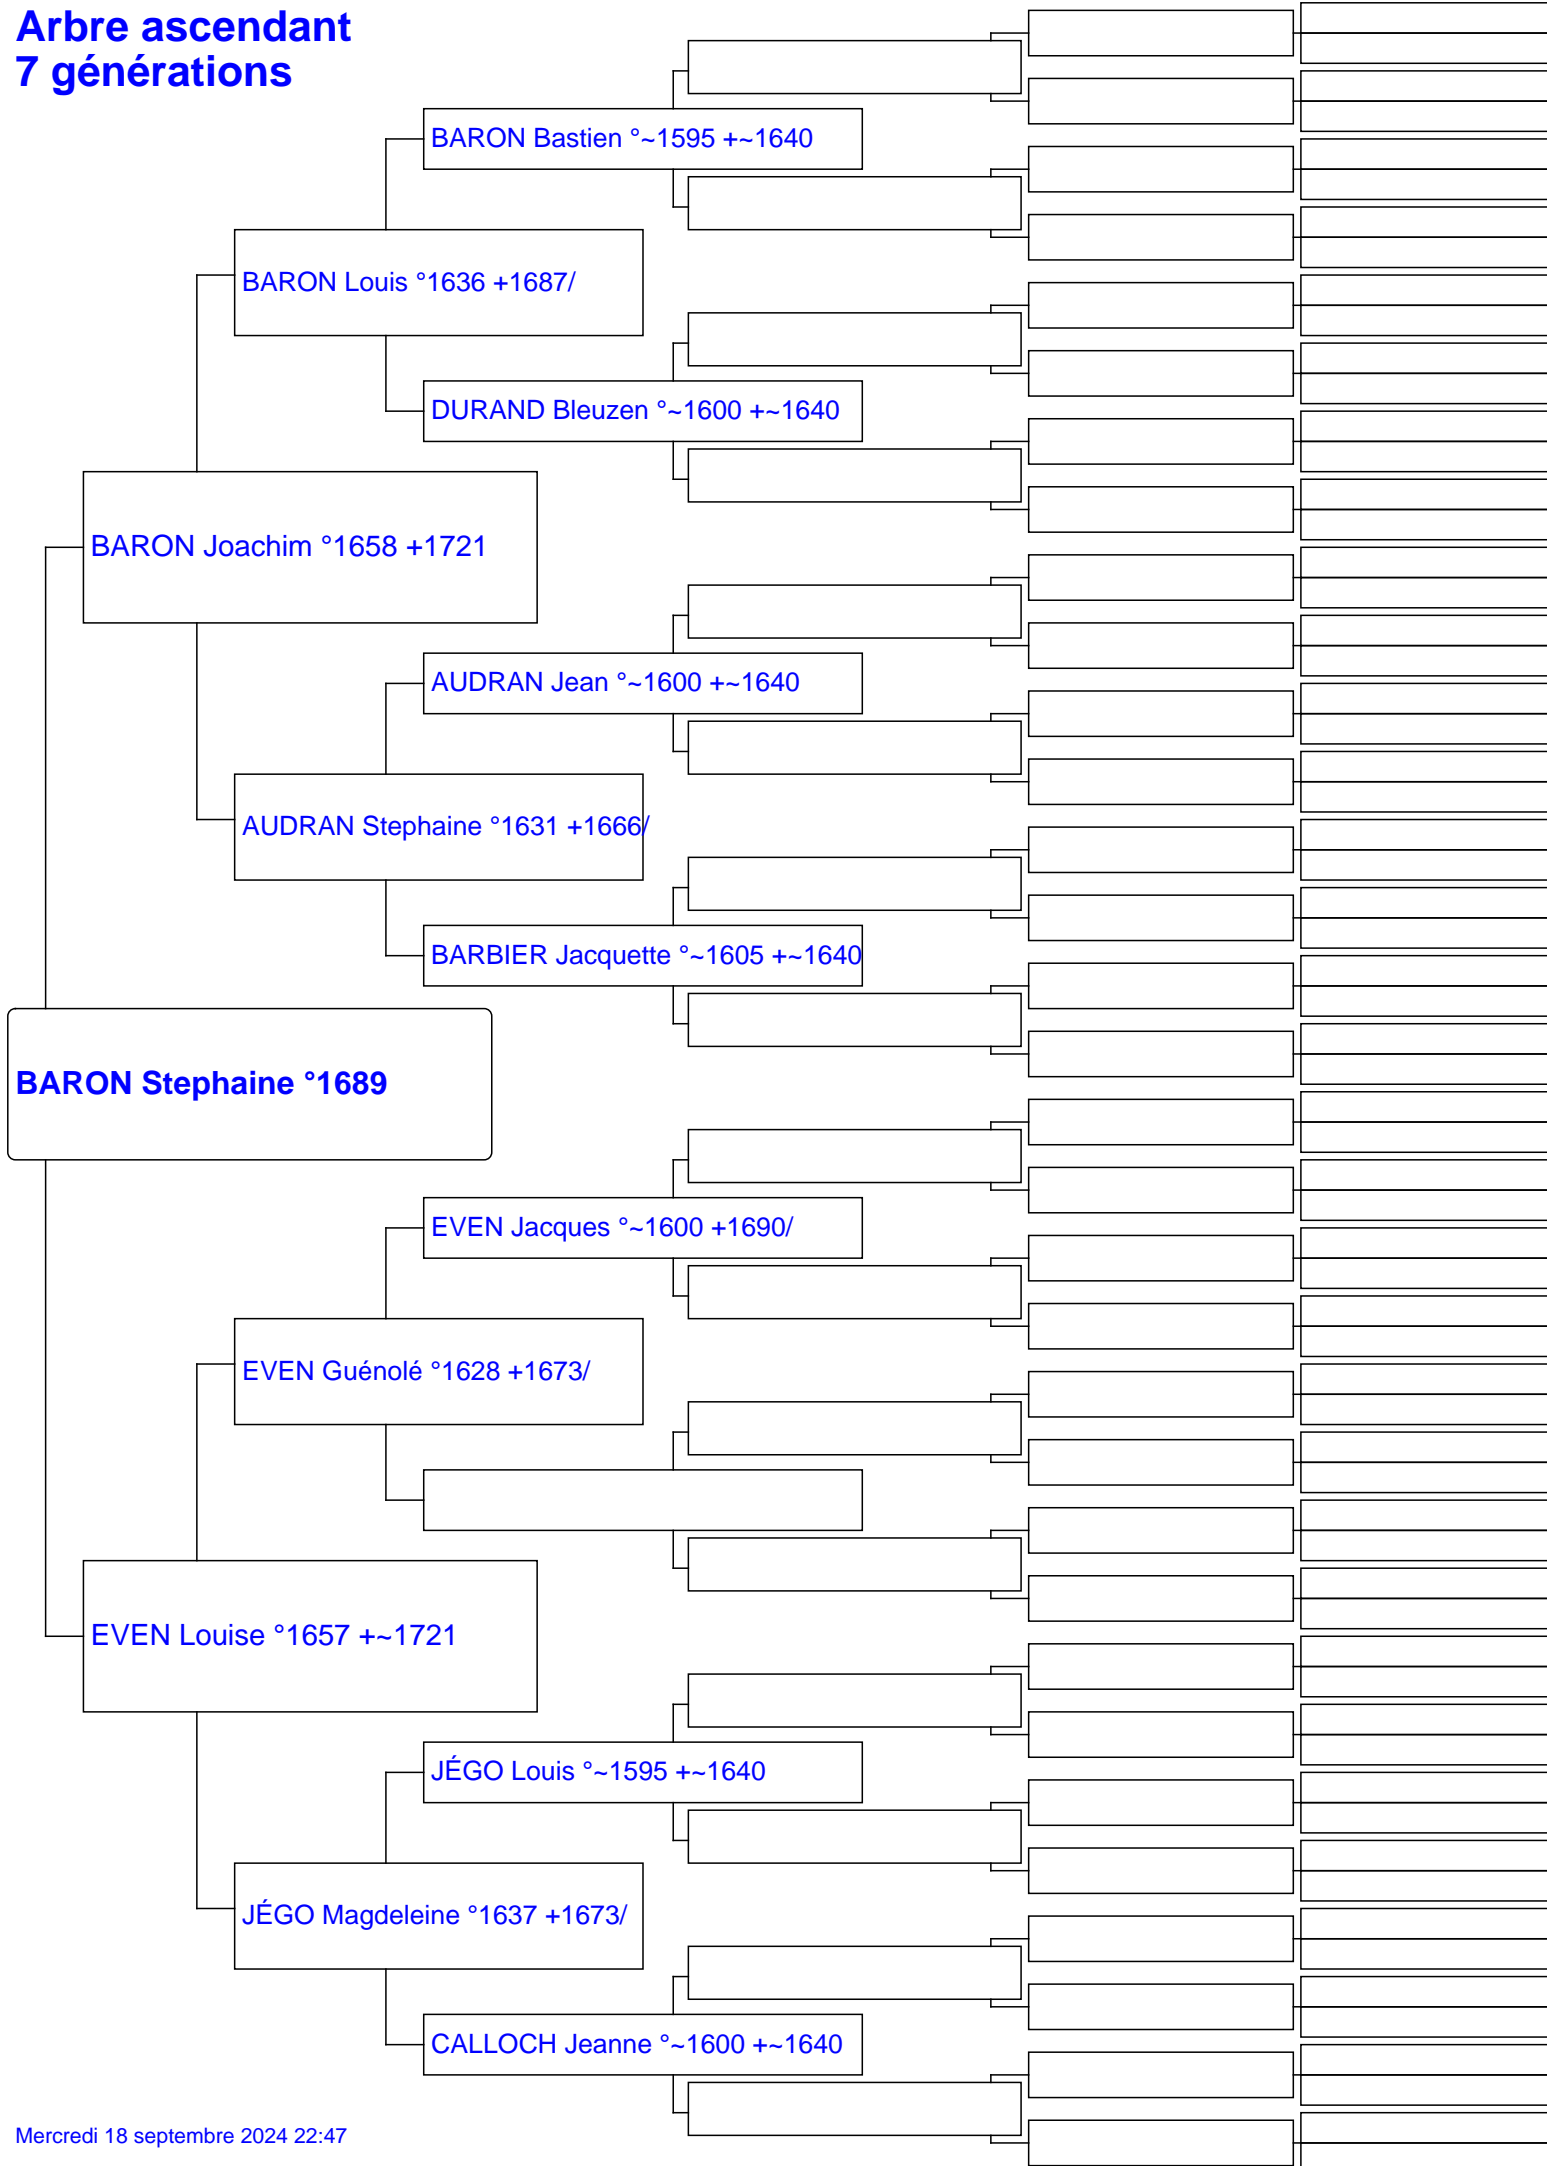 Arbre ascendant
7 générations
BARON Bastien °~1595 +~1640
BARON Louis °1636 +1687/
DURAND Bleuzen °~1600 +~1640
BARON Joachim °1658 +1721
AUDRAN Jean °~1600 +~1640
AUDRAN Stephaine °1631 +1666/
BARBIER Jacquette °~1605 +~1640
BARON Stephaine °1689
EVEN Jacques °~1600 +1690/
EVEN Guénolé °1628 +1673/
EVEN Louise °1657 +~1721
JÉGO Louis °~1595 +~1640
JÉGO Magdeleine °1637 +1673/
CALLOCH Jeanne °~1600 +~1640
Mercredi 18 septembre 2024 22:47